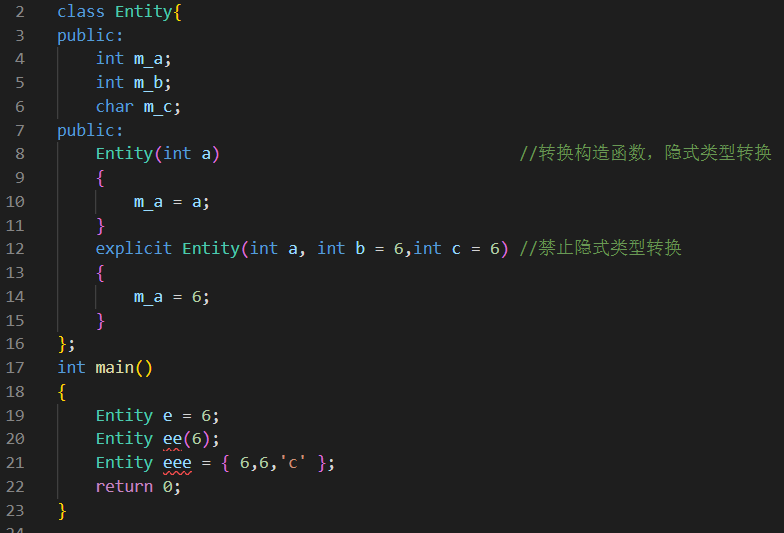 2 class Entity{
3 public:
4     int m_a;
5     int m_b;
6     char m_c;
7 public:
8     Entity(int a)                               //转换构造函数，隐式类型转换
9     {
10         m_a = a;
11     }
12     explicit Entity(int a, int b = 6,int c = 6) //禁止隐式类型转换
13     {
14         m_a = 6;
15     }
16 };
17 int main()
18 {
19     Entity e = 6;
20     Entity ee(6);
21     Entity eee = { 6,6,'c' };
22     return 0;
23 }